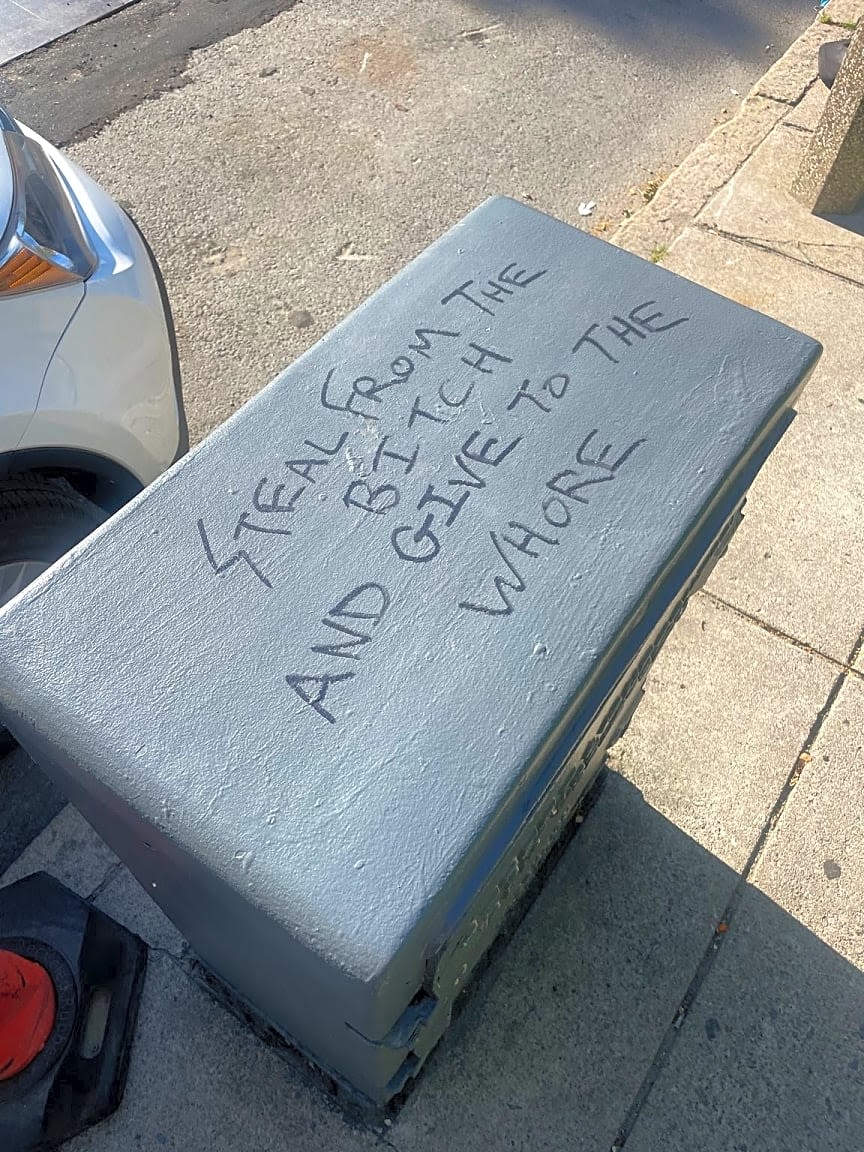 STEAL FROM THE
BITCH
AND GIVE TO THE
WHORE